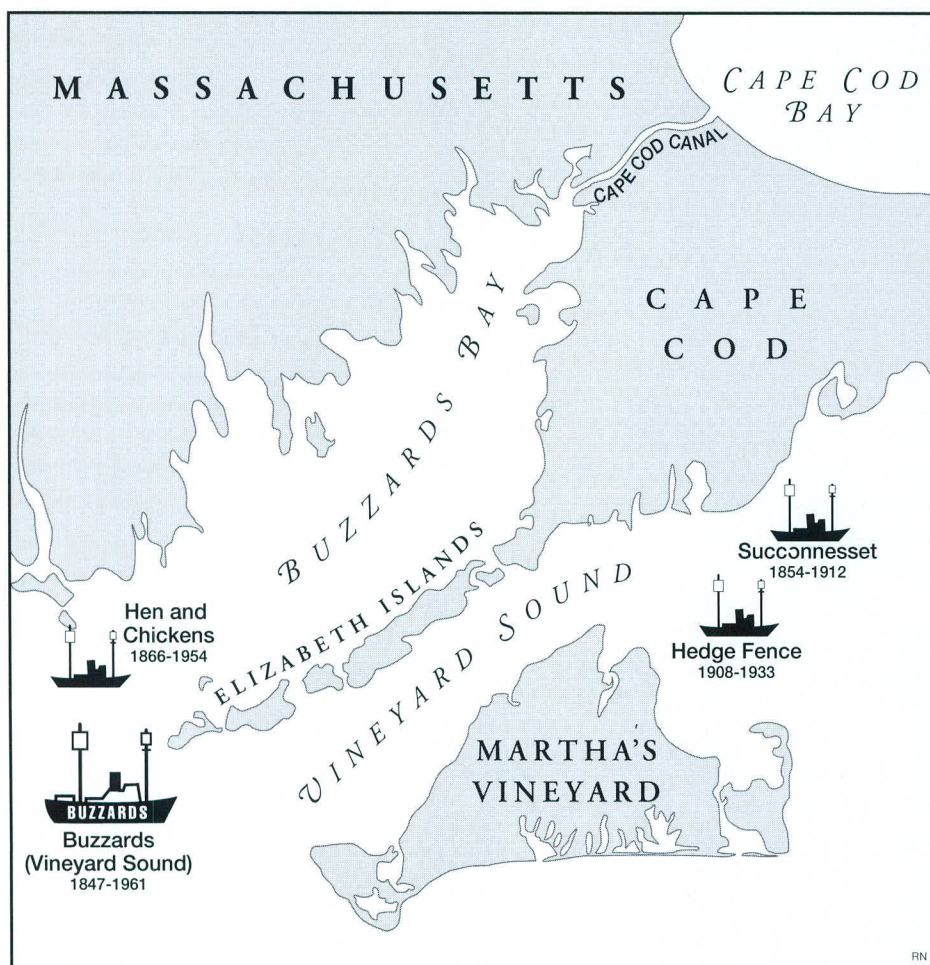 MASSACHUSETTS
CAPE COD
BAY
CAPE COD CANAL
CAPE
COD
BUZZARDS BAY
ELIZABETH ISLANDS
VINEYARD SOUND
Succonnesset
1854-1912
Hen and
Chickens
1866-1954
Hedge Fence
1908-1933
MARTHA'S
VINEYARD
BUZZARDS
Buzzards
(Vineyard Sound)
1847-1961
RN